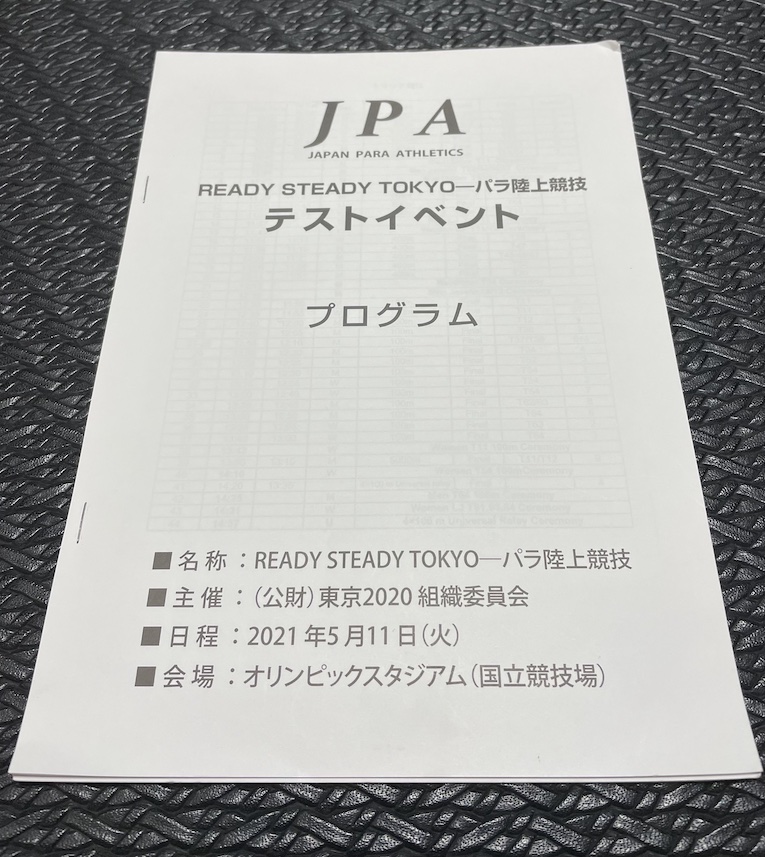 JPA
JAPAN PARA ATHLETICS
READY STEADY TOKYO―パラ陸上競技
テストイベント
プログラム
■名称：READY STEADY TOKYO―パラ陸上競技
■主催：（公財）東京2020 組織委員会
■日程：2021 年5 月11 日（火）
■会場：オリンピックスタジアム（国立競技場）